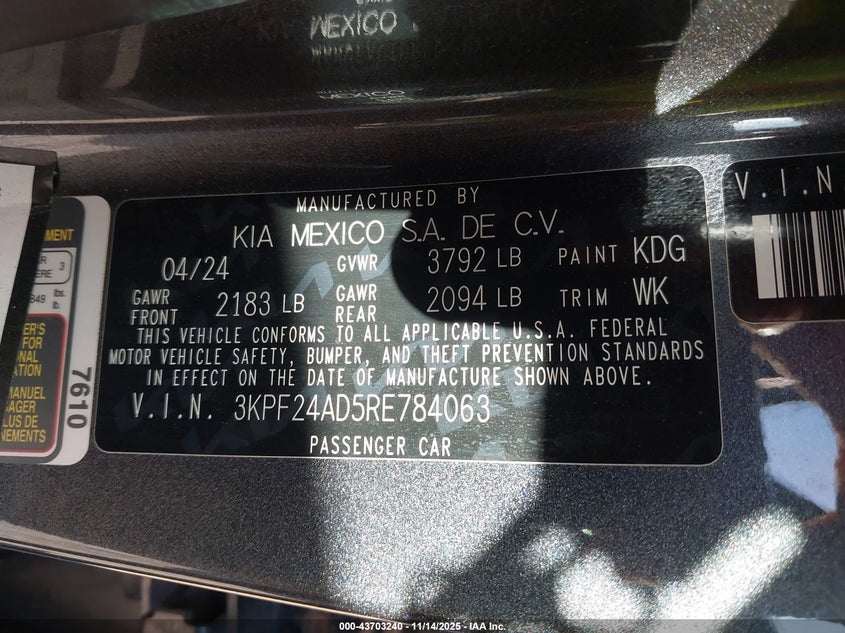 MEXICO
MANUFACTURED BY
KIA MEXICO S.A. DE C.V.
04/24 GVWR 3792 LB PAINT KDG
GAWR FRONT 2183 LB GAWR REAR 2094 LB TRIM WK
THIS VEHICLE CONFORMS TO ALL APPLICABLE U.S.A. FEDERAL
MOTOR VEHICLE SAFETY, BUMPER, AND THEFT PREVENTION STANDARDS
IN EFFECT ON THE DATE OF MANUFACTURE SHOWN ABOVE.
V.I.N. 3KPF24AD5RE784063
PASSENGER CAR
V.I.N
MENT
3
lbs.
7610
000-43703240 - 11/14/2025 - IAA Inc.